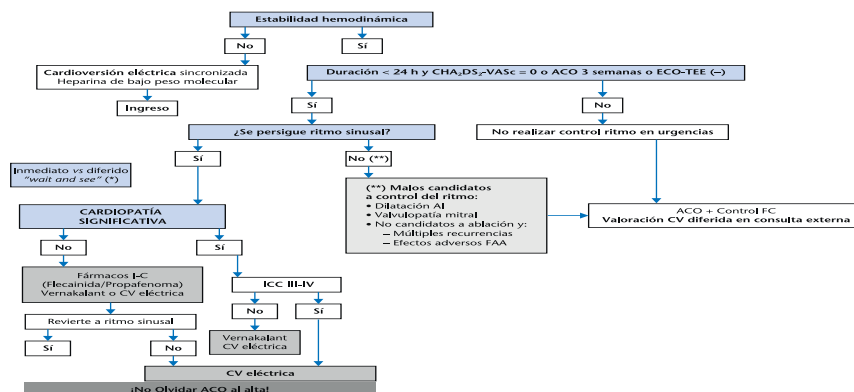 Estabilidad hemodinámica
No
Sí
Cardioversión eléctrica sincronizada
Heparina de bajo peso molecular
Ingreso
Duración < 24 h y CHA₂DS₂-VASc = 0 o ACO 3 semanas o ECO-TEE (–)
Sí
No
¿Se persigue ritmo sinusal?
No realizar control ritmo en urgencias
Sí
No (**)
Inmediato vs diferido
"wait and see" (*)
(**) Malos candidatos
a control del ritmo:
• Dilatación AI
• Valvulopatía mitral
• No candidatos a ablación y:
– Múltiples recurrencias
– Efectos adversos FAA
ACO + Control FC
Valoración CV diferida en consulta externa
CARDIOPATÍA
SIGNIFICATIVA
No
Sí
Fármacos I-C
(Flecainida/Propafenoma)
Vernakalant o CV eléctrica
ICC III-IV
No
Sí
Revierte a ritmo sinusal
Vernakalant
CV eléctrica
Sí
No
CV eléctrica
¡No Olvidar ACO al alta!